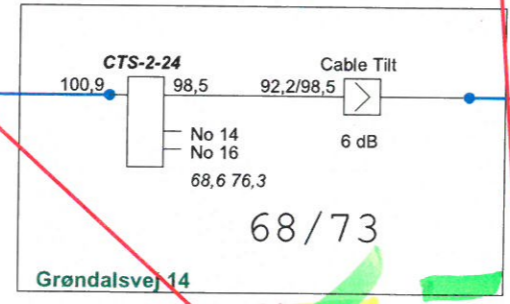 CTS-2-24
Cable Tilt
100,9
98,5
92,2/98,5
No 14
No 16
6 dB
68,6 76,3
68/73
Grøndalsvej 14